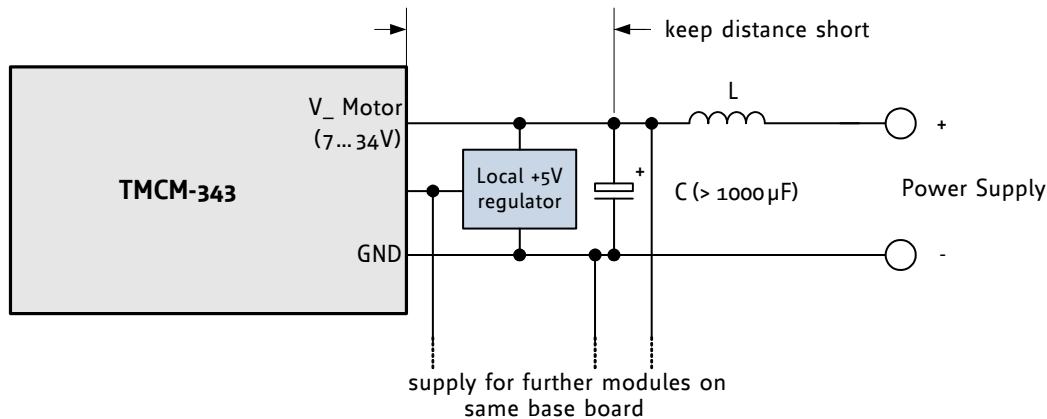 keep distance short
L
V_ Motor
(7...34V)
+
TMCM-343
Local +5V
regulator
+
C (> 1000µF)
Power Supply
GND
-
supply for further modules on
same base board